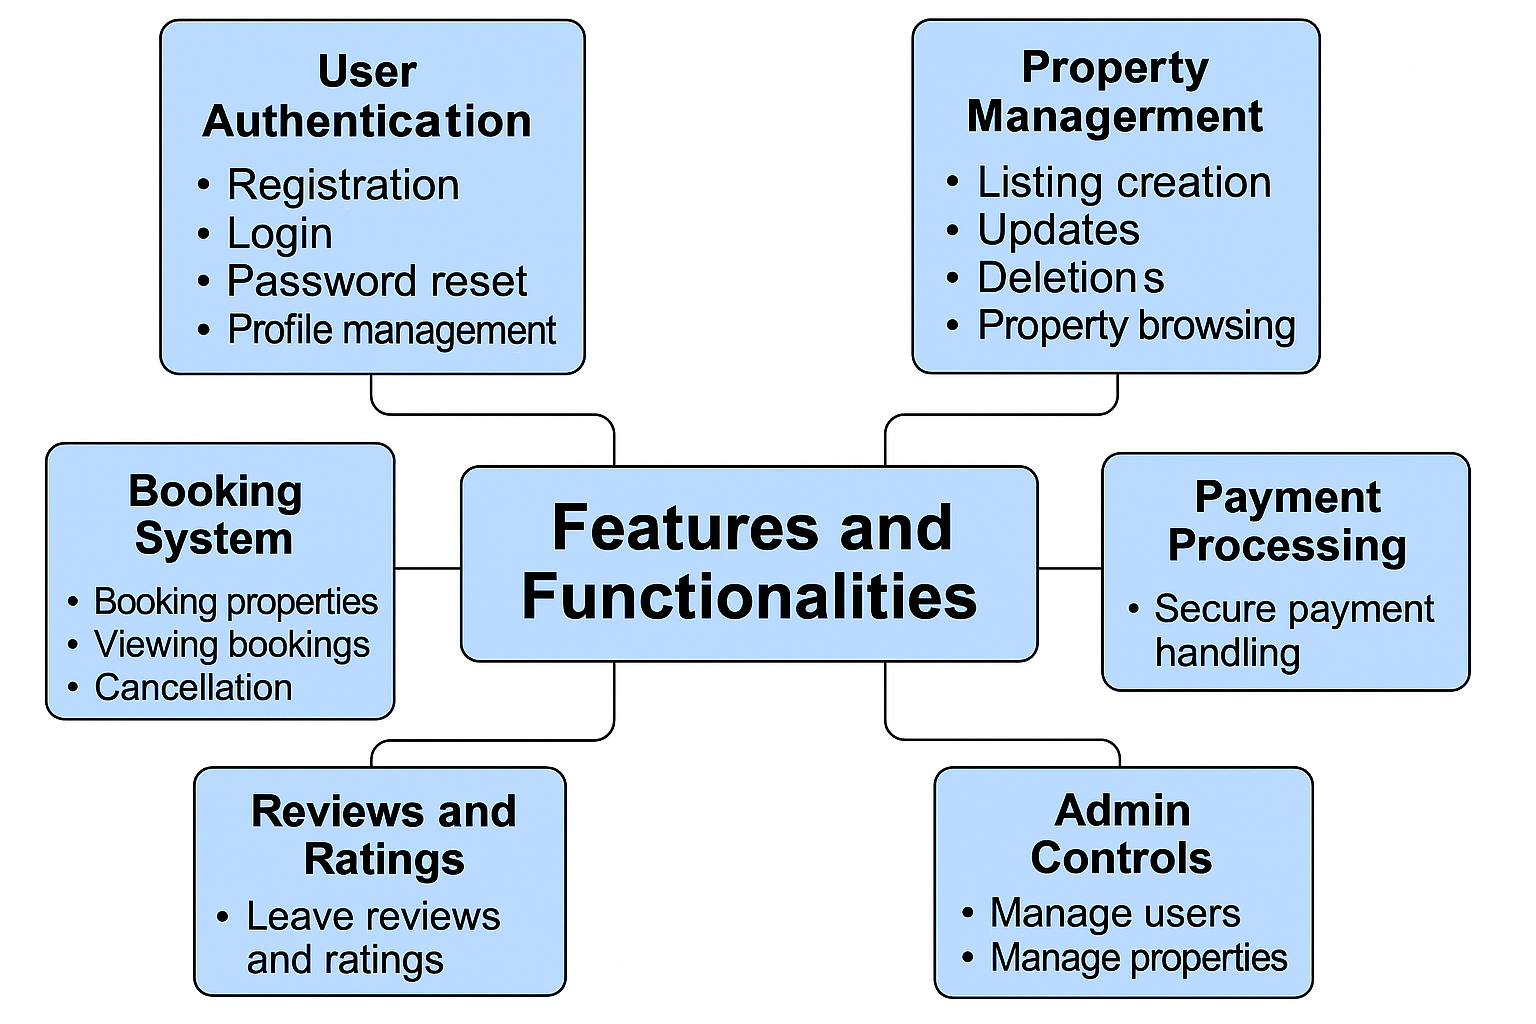 User
Authentication
• Registration
• Login
• Password reset
• Profile management
Property
Managerment
• Listing creation
• Updates
• Deletions
• Property browsing
Booking
System
• Booking properties
• Viewing bookings
• Cancellation
Features and
Functionalities
Payment
Processing
• Secure payment
handling
Reviews and
Ratings
• Leave reviews
and ratings
Admin
Controls
• Manage users
• Manage properties